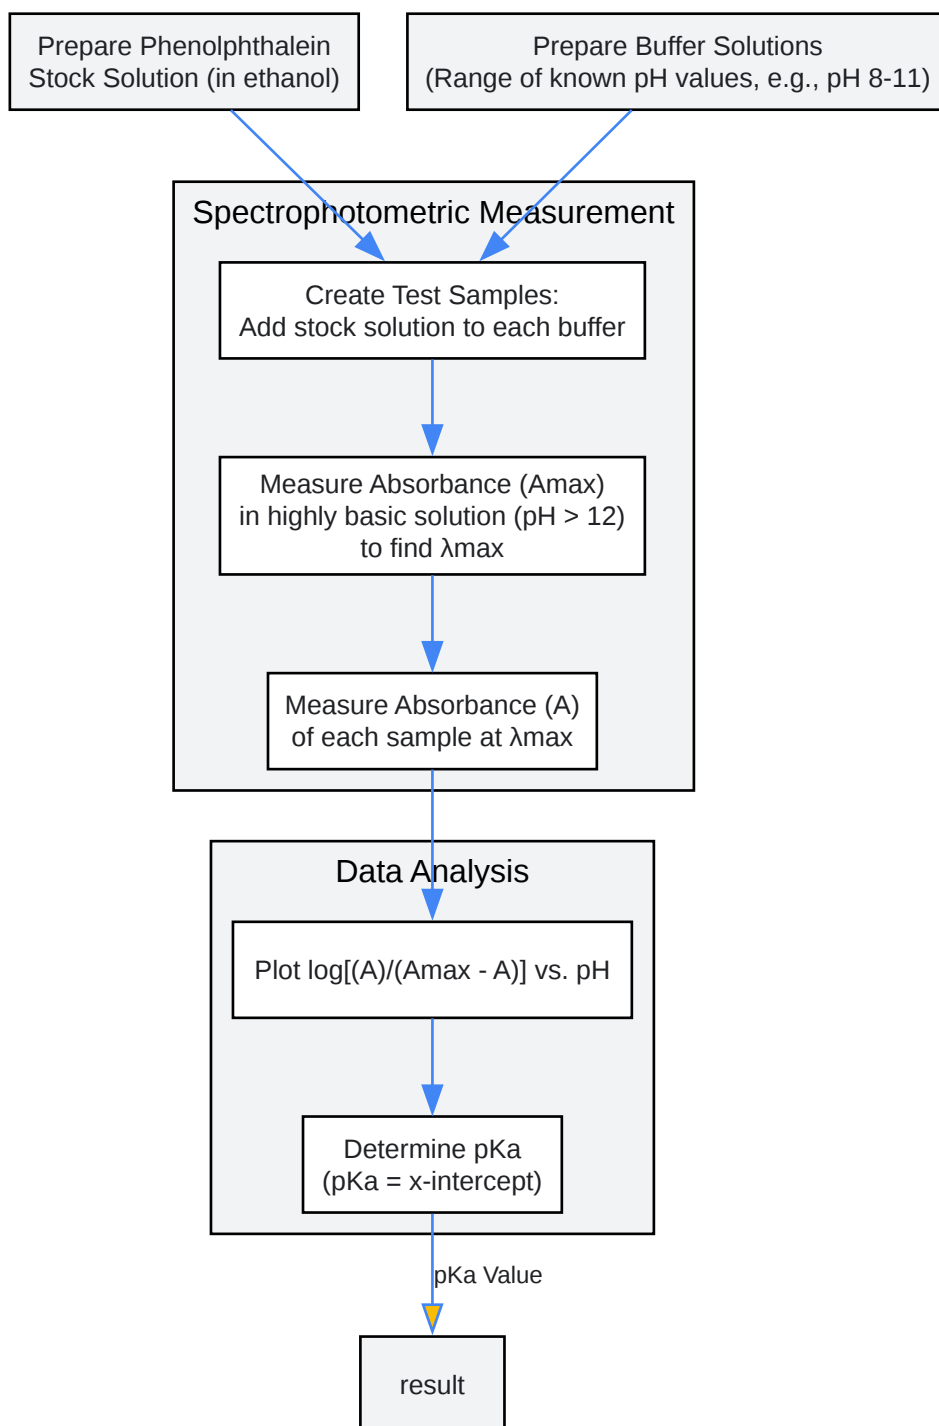 Prepare Phenolphthalein
Stock Solution (in ethanol)
Prepare Buffer Solutions
(Range of known pH values, e.g., pH 8-11)
Spectrophotometric Measurement
Create Test Samples:
Add stock solution to each buffer
Measure Absorbance (Amax)
in highly basic solution (pH > 12)
to find λmax
Measure Absorbance (A)
of each sample at λmax
Data Analysis
Plot log[(A)/(Amax - A)] vs. pH
Determine pKa
(pKa = x-intercept)
pKa Value
result